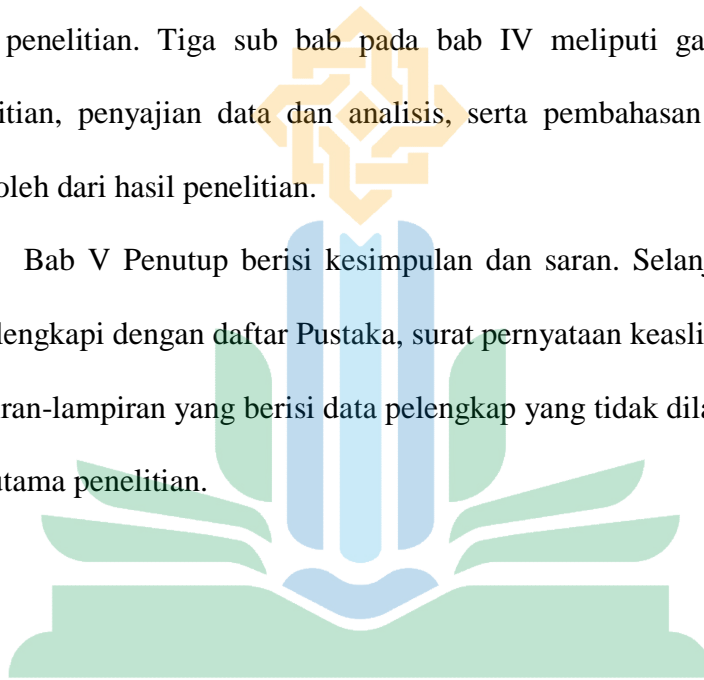 penelitian. Tiga sub bab pada bab IV meliputi ga
itian, penyajian data dan analisis, serta pembahasan
oleh dari hasil penelitian.
Bab V Penutup berisi kesimpulan dan saran. Selanj
lengkapi dengan daftar Pustaka, surat pernyataan keasli
ran-lampiran yang berisi data pelengkap yang tidak dila
utama penelitian.